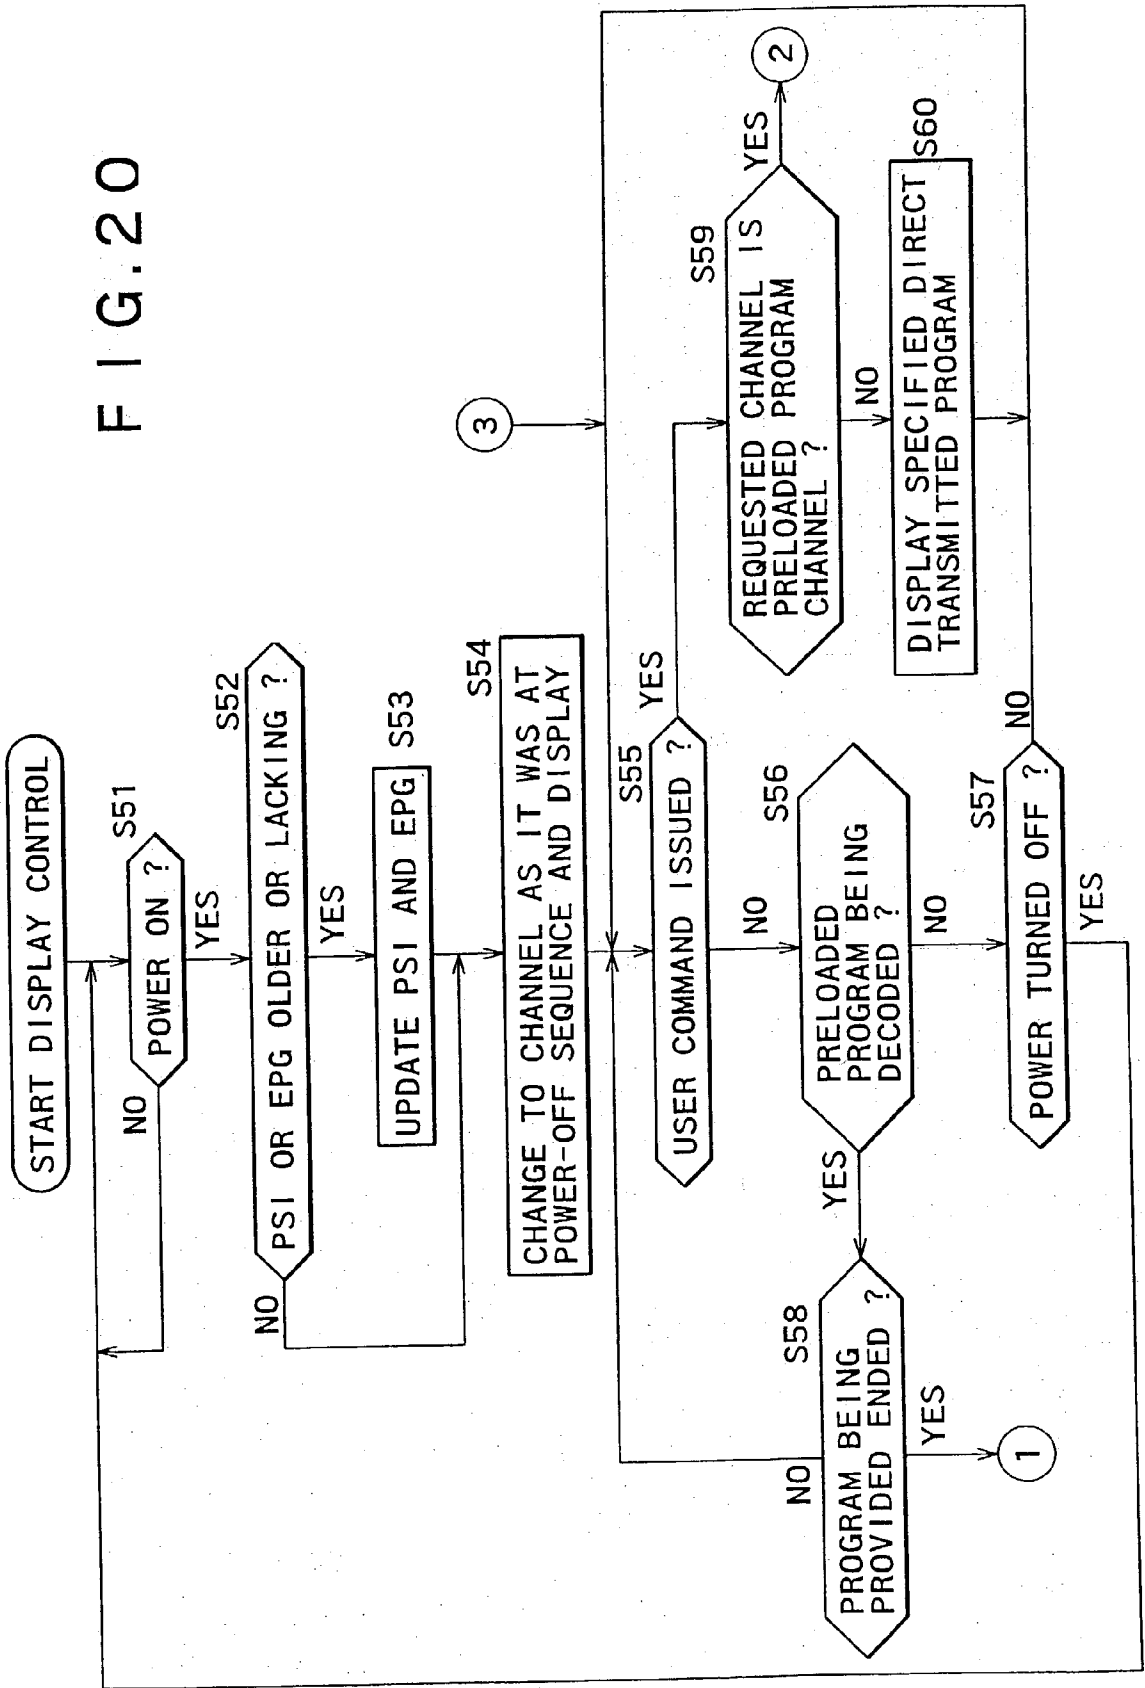 FIG.20
START DISPLAY CONTROL
S51
POWER ON ?
NO
YES
S52
PSI OR EPG OLDER OR LACKING ?
NO
YES
S53
UPDATE PSI AND EPG
S54
CHANGE TO CHANNEL AS IT WAS AT
POWER-OFF SEQUENCE AND DISPLAY
3
S55
USER COMMAND ISSUED ?
YES
NO
S56
PRELOADED
PROGRAM BEING
DECODED ?
YES
NO
S57
POWER TURNED OFF ?
NO
YES
S58
PROGRAM BEING
PROVIDED ENDED ?
NO
YES
1
S59
REQUESTED CHANNEL IS
PRELOADED PROGRAM
CHANNEL ?
YES
2
NO
S60
DISPLAY SPECIFIED DIRECT
TRANSMITTED PROGRAM